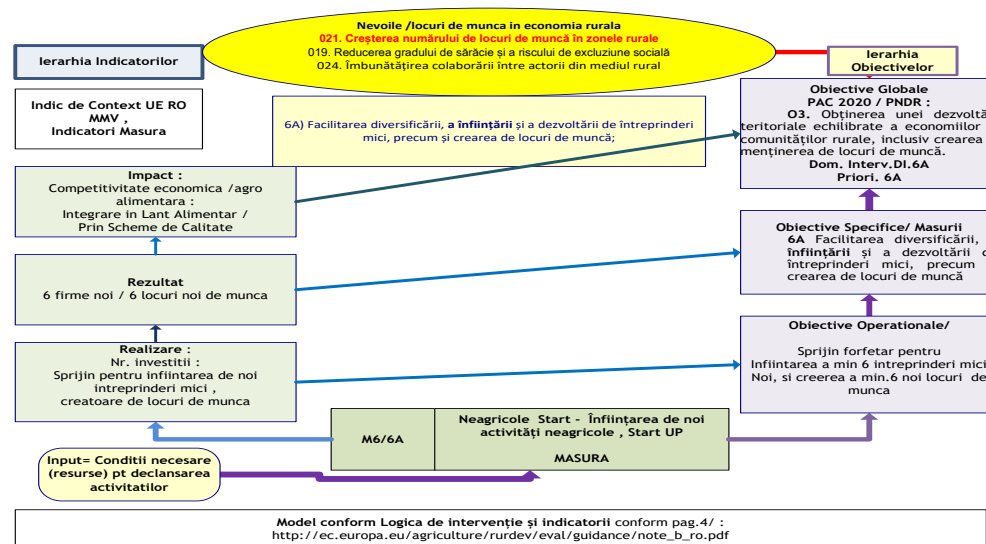 Nevoile /locuri de munca in economia rurala
021. Creșterea numărului de locuri de muncă în zonele rurale
019. Reducerea gradului de sărăcie și a riscului de excluziune socială
024. Îmbunătățirea colaborării între actorii din mediul rural
Ierarhia Indicatorilor
Ierarhia
Obiectivelor
Indic de Context UE RO
MMV ,
Indicatori Masura
6A) Facilitarea diversificării, a înființării și a dezvoltării de întreprinderi
mici, precum și crearea de locuri de muncă;
Obiective Globale
PAC 2020 / PNDR :
O3. Obținerea unei dezvoltă
teritoriale echilibrate a economiilor
comunităților rurale, inclusiv crearea
menținerea de locuri de muncă.
Dom. Interv.DI.6A
Priori. 6A
Impact :
Competitivitate economica /agro
alimentara :
Integrare in Lant Alimentar /
Prin Scheme de Calitate
Obiective Specifice/ Masurii
6A Facilitarea diversificării,
înființării și a dezvoltării d
întreprinderi mici, precum
crearea de locuri de muncă
Rezultat
6 firme noi / 6 locuri noi de munca
Realizare :
Nr. investitii :
Sprijin pentru infiintarea de noi
intreprinderi mici ,
creatoare de locuri de munca
Obiective Operationale/
Sprijin forfetar pentru
Infiintarea a min 6 intreprinderi mici
Noi, si creerea a min.6 noi locuri de
munca
M6/6A
Neagricole Start - Înființarea de noi
activități neagricole , Start UP
MASURA
Input= Conditii necesare
(resurse) pt declansarea
activitatilor
Model conform Logica de intervenție și indicatorii conform pag.4/ :
http://ec.europa.eu/agriculture/rurdev/eval/guidance/note_b_ro.pdf